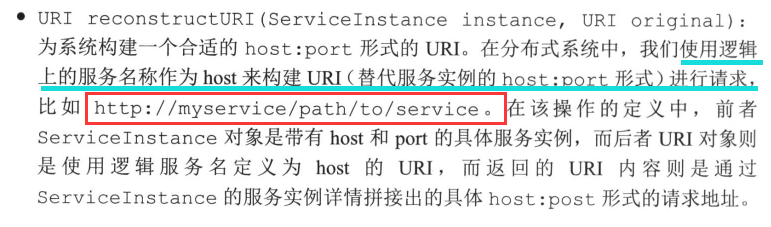 • URI reconstructURI(ServiceInstance instance, URI original):
为系统构建一个合适的 host:port 形式的 URI。在分布式系统中，我们使用逻辑
上的服务名称作为 host 来构建 URI（替代服务实例的 host:port 形式）进行请求，
比如 http://myservice/path/to/service。在该操作的定义中，前者
ServiceInstance 对象是带有 host 和 port 的具体服务实例，而后者 URI 对象则
是使用逻辑服务名定义为 host 的 URI，而返回的 URI 内容则是通过
ServiceInstance 的服务实例详情拼接出的具体 host:post 形式的请求地址。